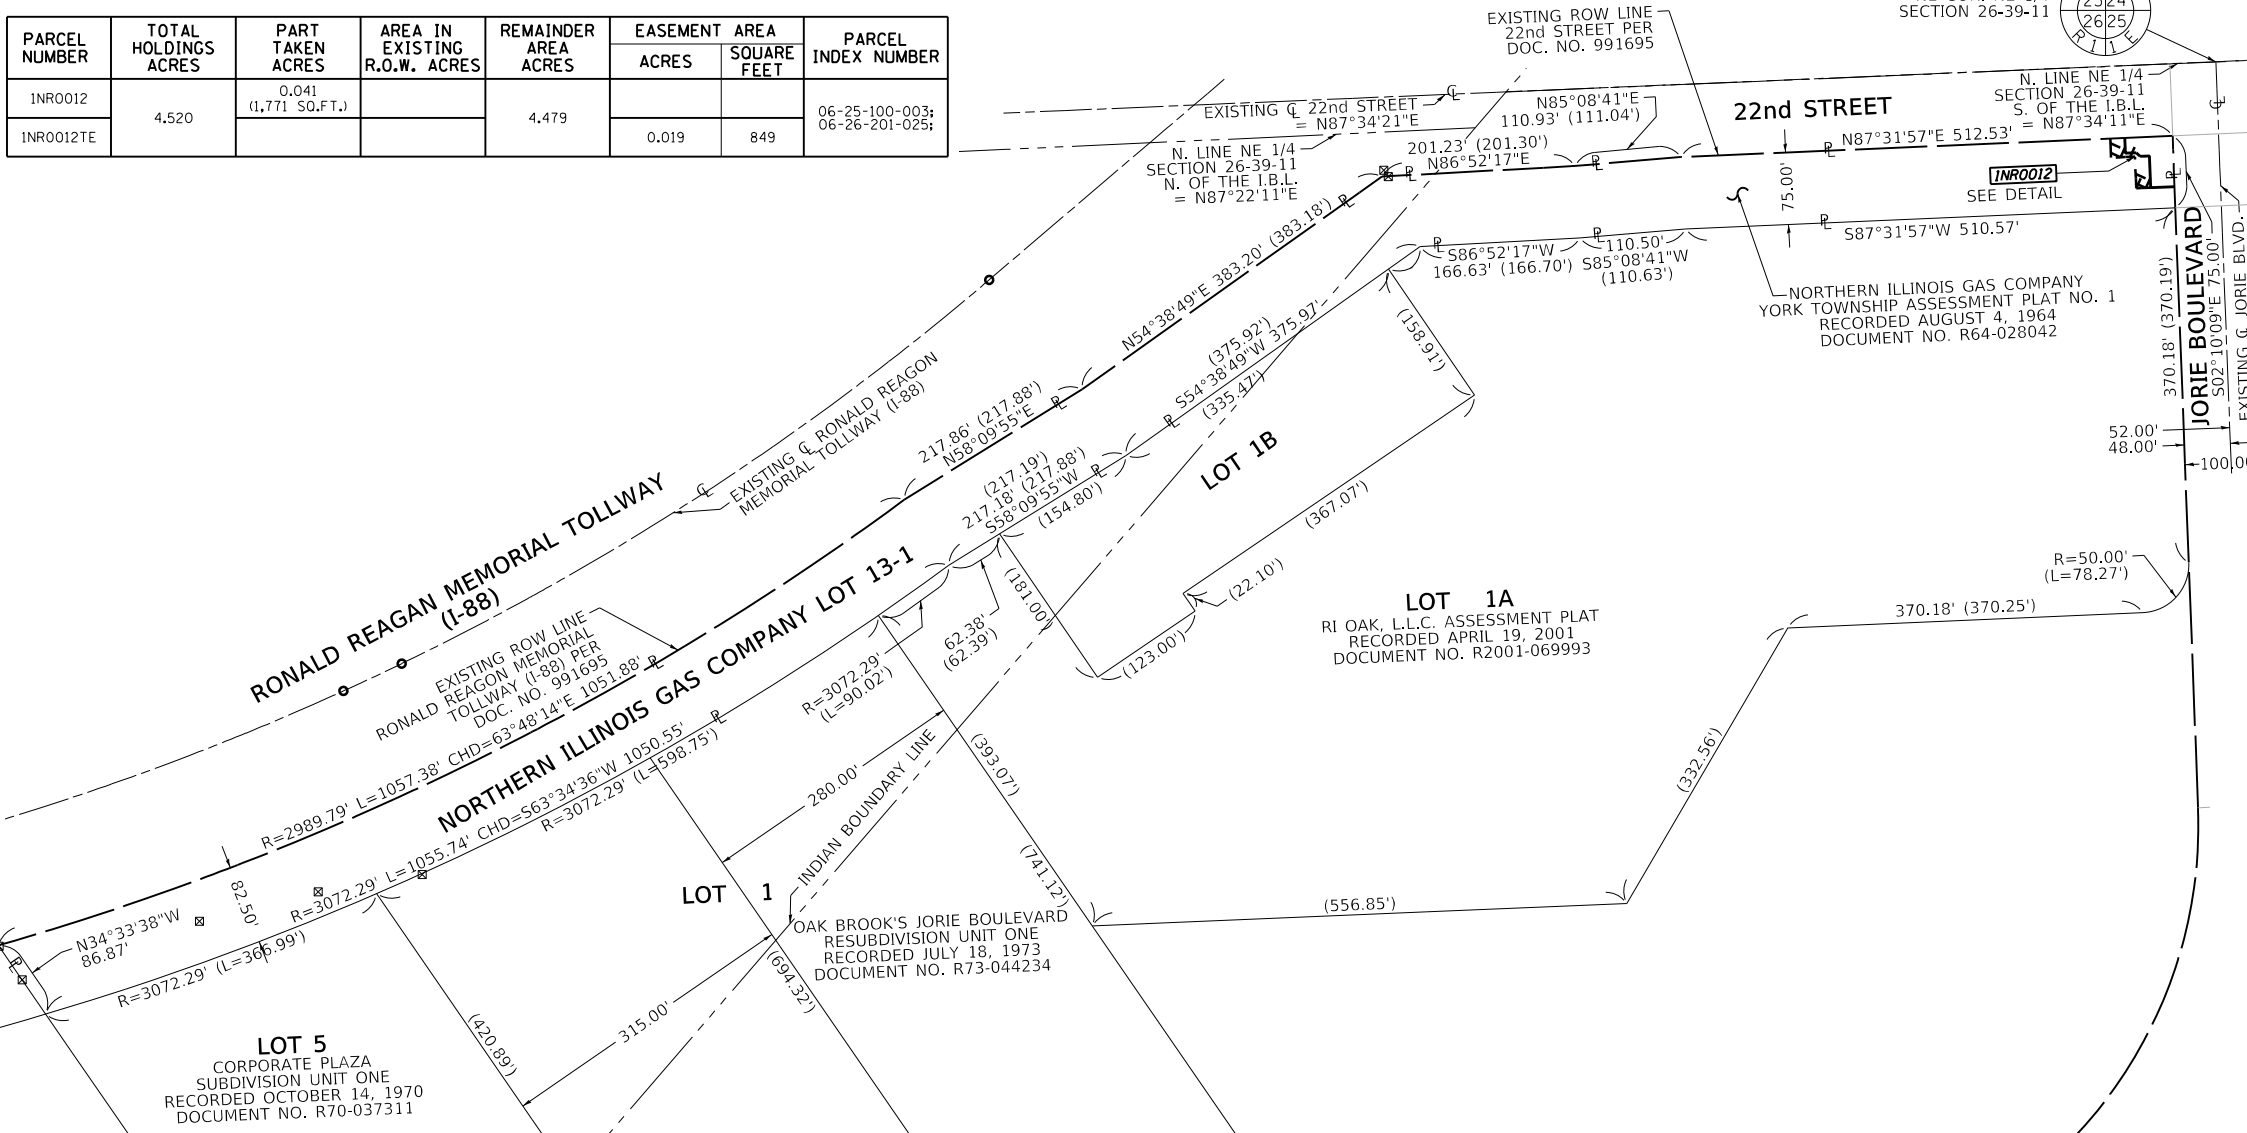 PARCEL NUMBER
TOTAL HOLDINGS ACRES
PART TAKEN ACRES
AREA IN EXISTING R.O.W. ACRES
REMAINDER AREA ACRES
EASEMENT AREA
ACRES
SQUARE FEET
PARCEL INDEX NUMBER
1NR0012
4.520
0.041
(1,771 SQ.FT.)
4.479
06-25-100-003;
06-26-201-025;
1NR0012TE
0.019
849
EXISTING ROW LINE
22nd STREET PER
DOC. NO. 991695
SECTION 26-39-11
26 25
R 1 1 E
N. LINE NE 1/4
SECTION 26-39-11
S. OF THE I.B.L.
= N87°34'11"E
EXISTING ℄ 22nd STREET
= N87°34'21"E
N85°08'41"E
110.93' (111.04')
22nd STREET
N87°31'57"E 512.53'
N. LINE NE 1/4
SECTION 26-39-11
N. OF THE I.B.L.
= N87°22'11"E
201.23' (201.30')
N86°52'17"E
75.00'
1NR0012
SEE DETAIL
S87°31'57"W 510.57'
S86°52'17"W
166.63' (166.70')
110.50'
S85°08'41"W
(110.63')
NORTHERN ILLINOIS GAS COMPANY
YORK TOWNSHIP ASSESSMENT PLAT NO. 1
RECORDED AUGUST 4, 1964
DOCUMENT NO. R64-028042
370.18' (370.19')
JORIE BOULEVARD
S02°10'09"E 75.00'
EXISTING ℄ JORIE BLVD.
52.00'
48.00'
N54°38'49"E 383.20' (383.18')
(375.92')
S54°38'49"W 375.97'
(335.47')
(158.91')
217.86' (217.88')
N58°09'55"E
EXISTING ℄ RONALD REAGON
MEMORIAL TOLLWAY (I-88)
(217.19')
217.18' (217.88')
S58°09'55"W
(154.80')
LOT 1B
(367.07')
RONALD REAGAN MEMORIAL TOLLWAY
(I-88)
EXISTING ROW LINE
RONALD REAGON MEMORIAL
TOLLWAY (I-88) PER
DOC. NO. 991695
NORTHERN ILLINOIS GAS COMPANY LOT 13-1
(181.00')
(22.10')
(123.00')
62.38'
(62.39')
R=3072.29'
(L=90.02')
LOT 1A
RI OAK, L.L.C. ASSESSMENT PLAT
RECORDED APRIL 19, 2001
DOCUMENT NO. R2001-069993
R=50.00'
(L=78.27')
370.18' (370.25')
(332.56')
(556.85')
R=2989.79' L=1057.38' CHD=63°48'14"E 1051.88'
R=3072.29' L=1055.74' CHD=S63°34'36"W 1050.55'
R=3072.29' (L=598.75')
280.00'
(393.07')
INDIAN BOUNDARY LINE
(741.12')
LOT 1
OAK BROOK'S JORIE BOULEVARD
RESUBDIVISION UNIT ONE
RECORDED JULY 18, 1973
DOCUMENT NO. R73-044234
(694.32')
315.00'
82.50'
N34°33'38"W
86.87'
R=3072.29' (L=366.99')
(420.89')
LOT 5
CORPORATE PLAZA
SUBDIVISION UNIT ONE
RECORDED OCTOBER 14, 1970
DOCUMENT NO. R70-037311